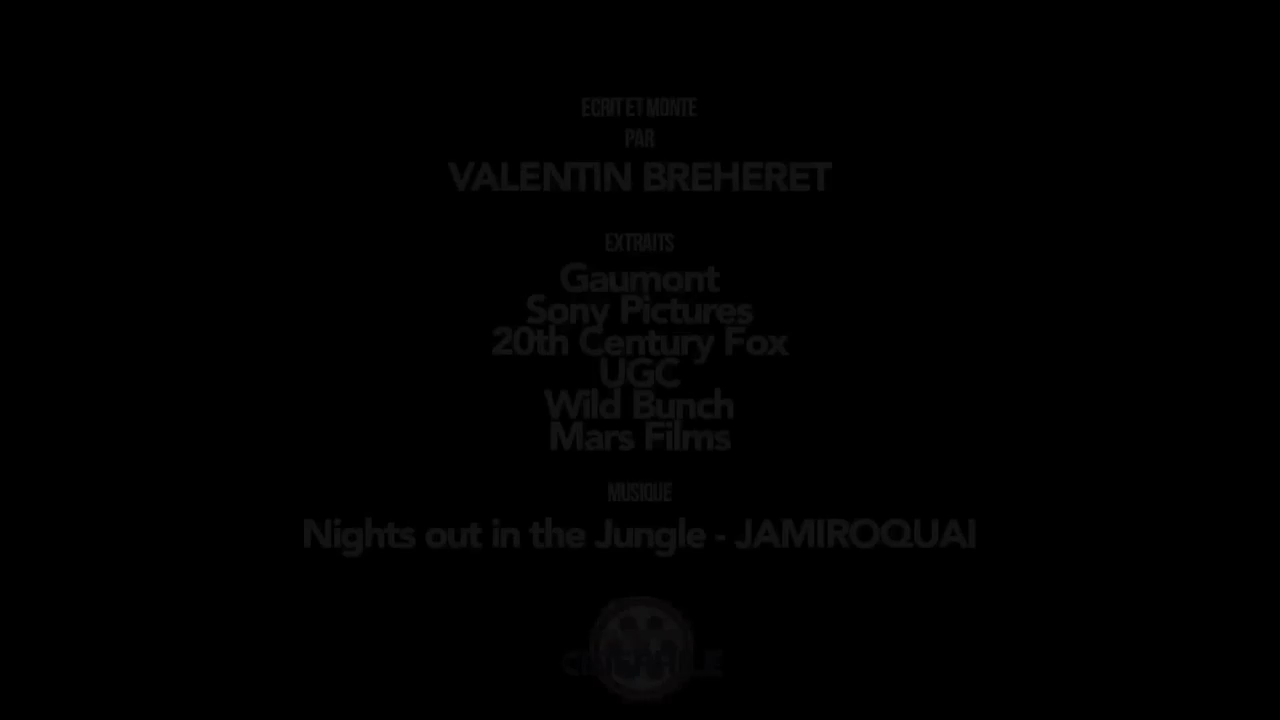 ECRIT ET MONTE
PAR
VALENTIN BREHERET
EXTRAITS
Gaumont
Sony Pictures
20th Century Fox
UGC
Wild Bunch
Mars Films
MUSIQUE
Nights out in the Jungle - JAMIROQUAI